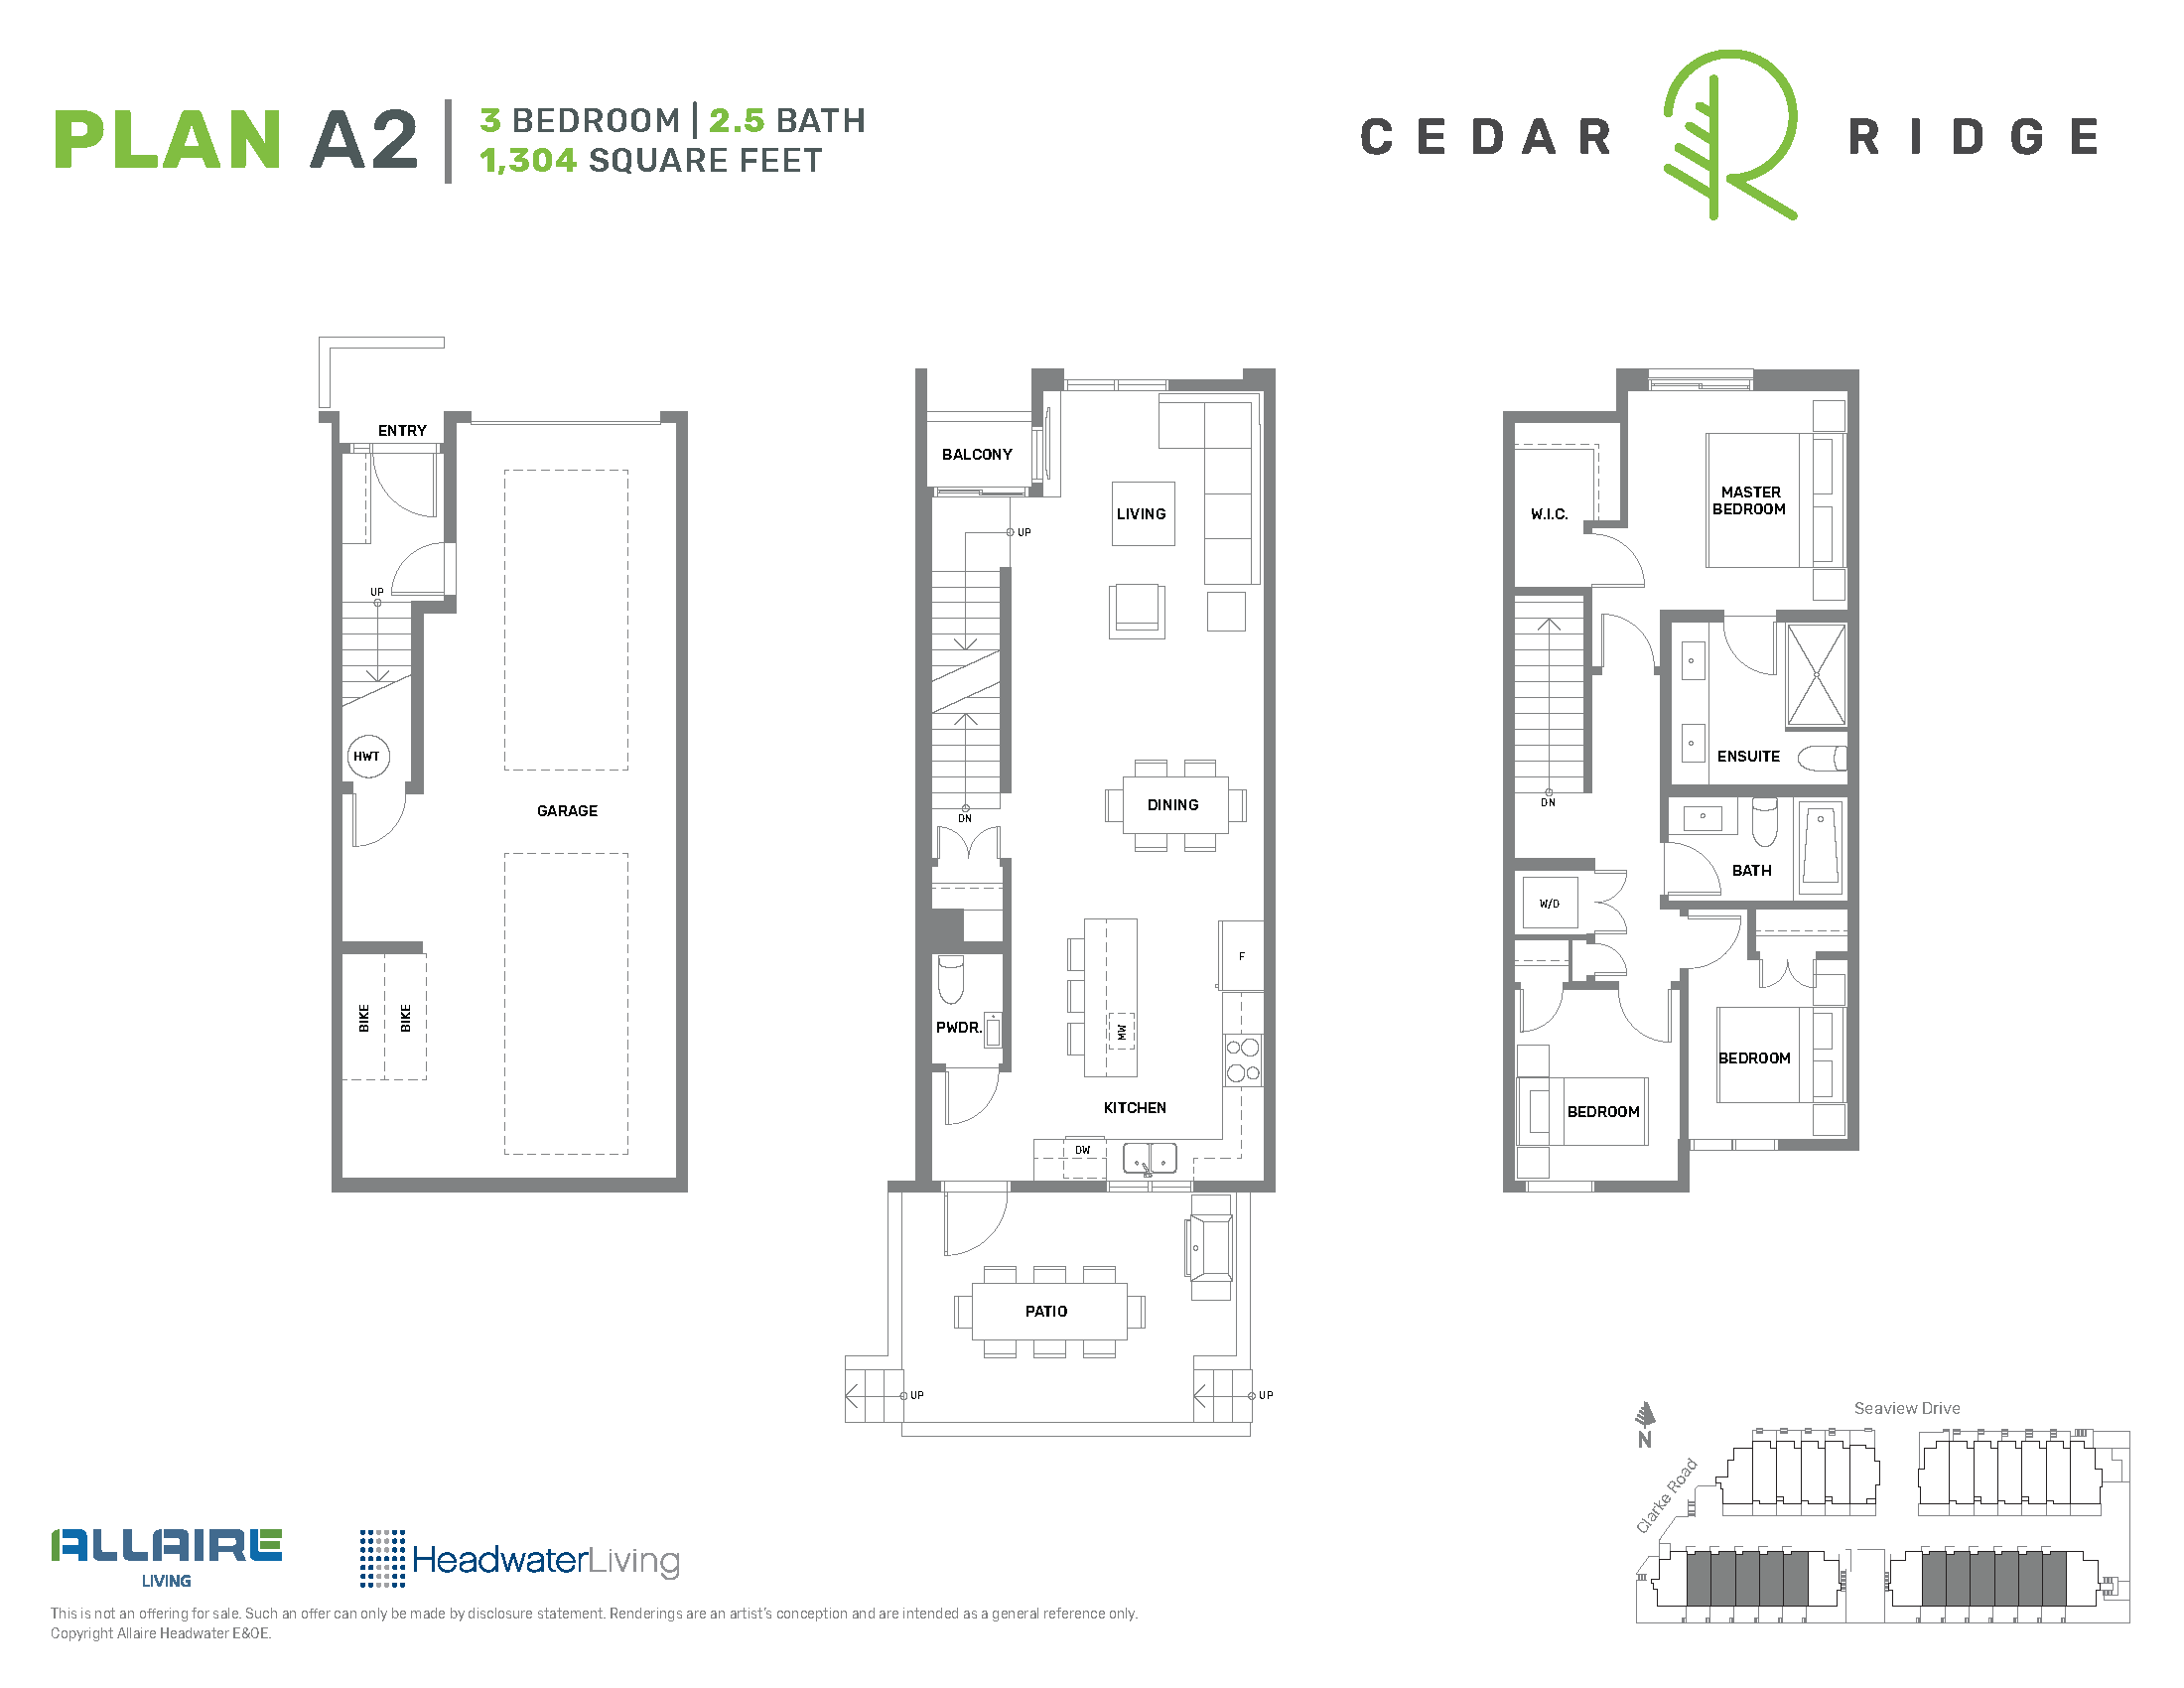 PLAN A2
3 BEDROOM | 2.5 BATH
1,304 SQUARE FEET
CEDAR RIDGE
ENTRY
UP
HWT
GARAGE
BIKE
BIKE
BALCONY
LIVING
UP
DINING
DN
F
PWDR.
MW
KITCHEN
DW
PATIO
UP
UP
MASTER
BEDROOM
W.I.C.
ENSUITE
DN
BATH
W/D
BEDROOM
BEDROOM
Seaview Drive
N
Clarke Road
ALLAIRE
LIVING
HeadwaterLiving
This is not an offering for sale. Such an offer can only be made by disclosure statement. Renderings are an artist's conception and are intended as a general reference only.
Copyright Allaire Headwater E&OE.